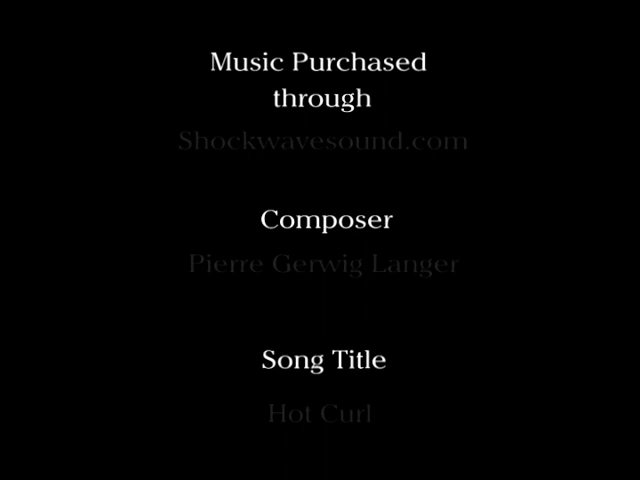 Music Purchased
through
Shockwavesound.com
Composer
Pierre Gerwig Langer
Song Title
Hot Curl